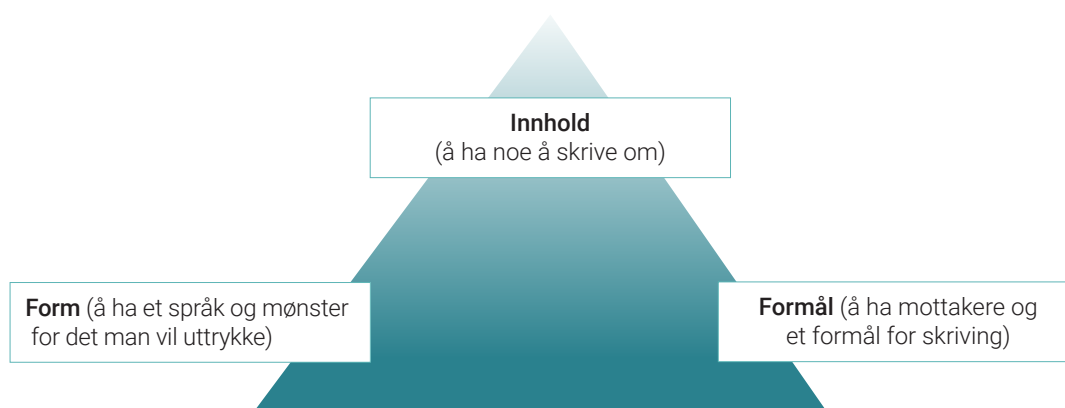 Innhold
(å ha noe å skrive om)
Form (å ha et språk og mønster
for det man vil uttrykke)
Formål (å ha mottakere og
et formål for skriving)